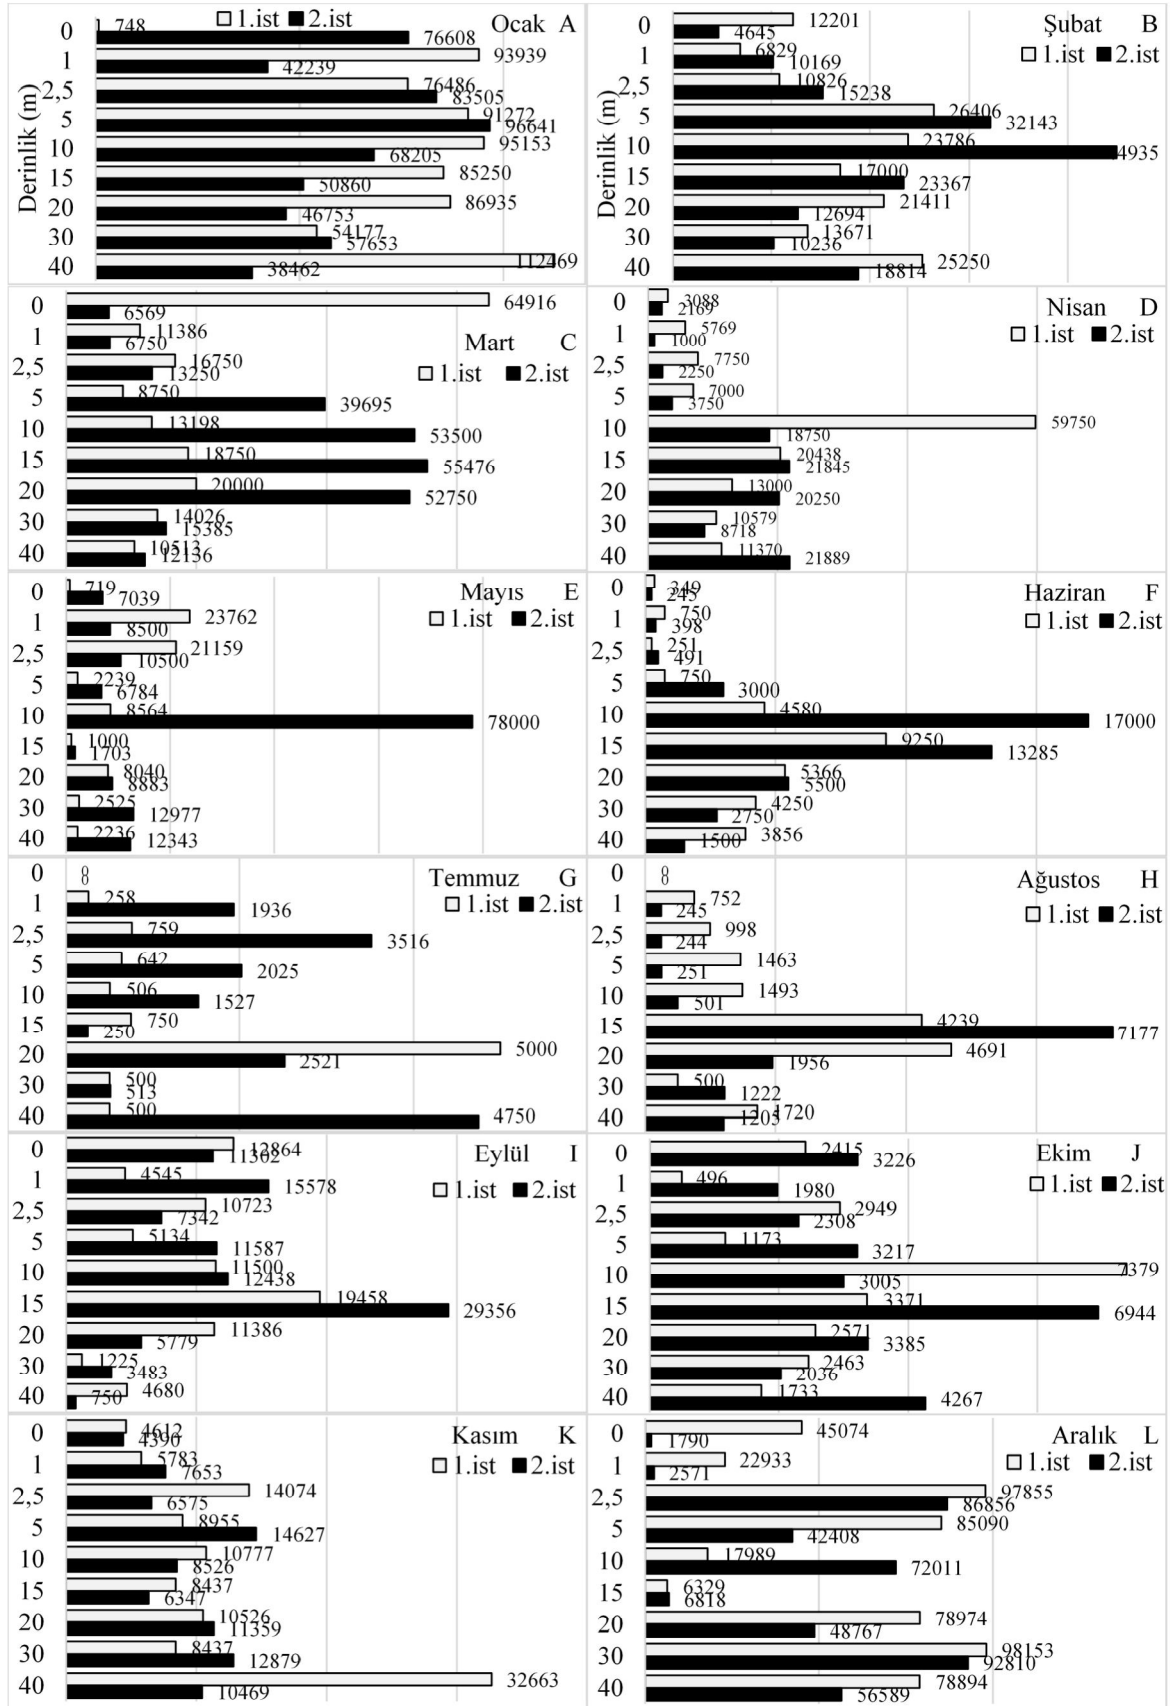 1.ist 2.ist Ocak A
Derinlik (m)
0 748 76608
1 93939 42239
2,5 76486 83505
5 91272 96641
10 95153 68205
15 85250 50860
20 86935 46753
30 54177 57653
40 112469 38462
Şubat B
1.ist 2.ist
Derinlik (m)
0 12201 4645
1 6829 10169
2,5 10826 15238
5 26406 32143
10 23786 4935
15 17000 23367
20 21411 12694
30 13671 10236
40 25250 18814
Mart C
1.ist 2.ist
0 64916 6569
1 11386 6750
2,5 16750 13250
5 8750 39695
10 13198 53500
15 18750 55476
20 20000 52750
30 14026 15385
40 10513 12136
Nisan D
1.ist 2.ist
0 3088 2169
1 5769 1000
2,5 7750 2250
5 7000 3750
10 59750 18750
15 20438 21845
20 13000 20250
30 10579 8718
40 11370 21889
Mayıs E
1.ist 2.ist
0 719 7039
1 23762 8500
2,5 21159 10500
5 2239 6784
10 8564 78000
15 1000 1703
20 8040 8883
30 2525 12977
40 2236 12343
Haziran F
1.ist 2.ist
0 349 245
1 750 398
2,5 251 491
5 750 3000
10 4580 17000
15 9250 13285
20 5366 5500
30 4250 2750
40 3856 1500
Temmuz G
1.ist 2.ist
0 0 0
1 258 1936
2,5 759 3516
5 642 2025
10 506 1527
15 750 250
20 5000 2521
30 500 513
40 500 4750
Ağustos H
1.ist 2.ist
0 0 0
1 752 245
2,5 998 244
5 1463 251
10 1493 501
15 4239 7177
20 4691 1956
30 500 1222
40 1720 1205
Eylül I
1.ist 2.ist
0 12864 11302
1 4545 15578
2,5 10723 7342
5 5134 11587
10 11500 12438
15 19458 29356
20 11386 5779
30 1225 3483
40 4680 750
Ekim J
1.ist 2.ist
0 2415 3226
1 496 1980
2,5 2949 2308
5 1173 3217
10 7379 3005
15 3371 6944
20 2571 3385
30 2463 2036
40 1733 4267
Kasım K
1.ist 2.ist
0 4612 4390
1 5783 7653
2,5 14074 6575
5 8955 14627
10 10777 8526
15 8437 6347
20 10526 11359
30 8437 12879
40 32663 10469
Aralık L
1.ist 2.ist
0 45074 1790
1 22933 2571
2,5 97855 86856
5 85090 42408
10 17989 72011
15 6329 6818
20 78974 48767
30 98153 92810
40 78894 56589